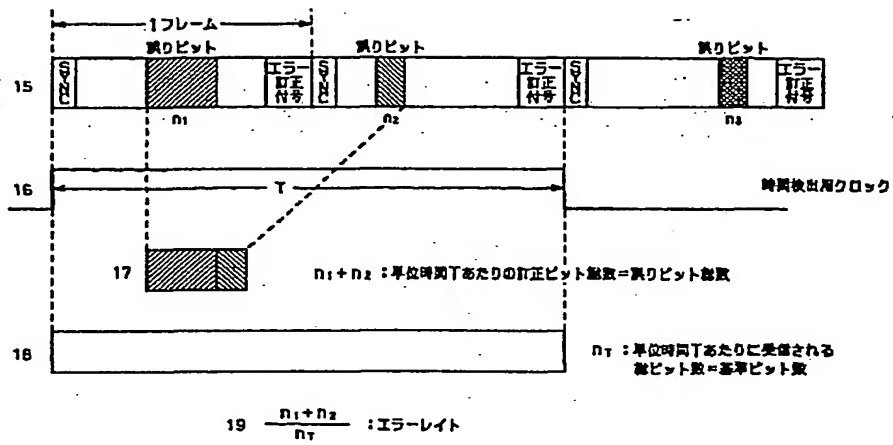 1フレーム
誤りビット
誤りビット
誤りビット
15
SYNC
エラー
訂正
付号
SYNC
エラー
訂正
付号
SYNC
エラー
訂正
付号
n₁
n₂
n₃
16
T
時間検出用クロック
17
n₁+n₂:単位時間Tあたりの訂正ビット総数=誤りビット総数
18
n_T:単位時間Tあたりに受信される
総ビット数=基準ビット数
19 n₁+n₂/n_T :エラーレイト